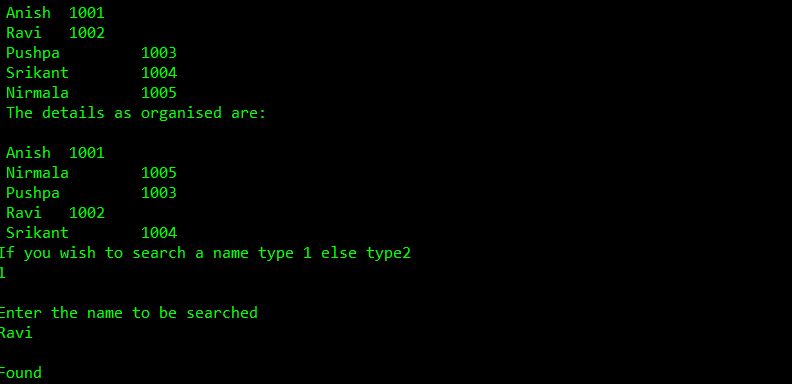 Anish 1001
Ravi 1002
Pushpa 1003
Srikant 1004
Nirmala 1005
The details as organised are:
Anish 1001
Nirmala 1005
Pushpa 1003
Ravi 1002
Srikant 1004
If you wish to search a name type 1 else type2
1
Enter the name to be searched
Ravi
Found